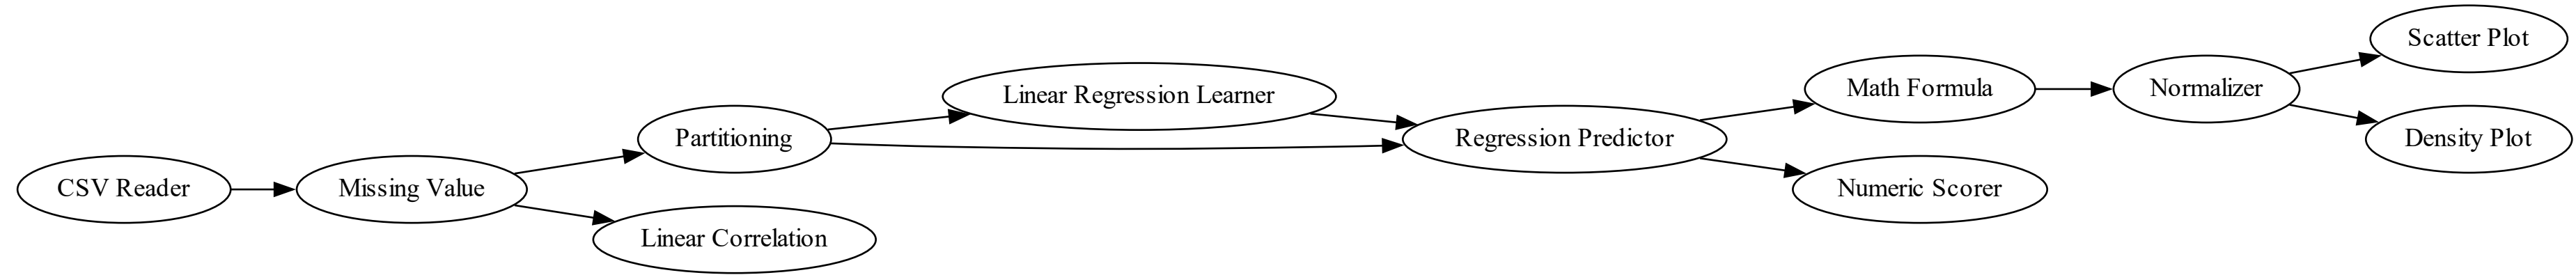 CSV Reader
Missing Value
Partitioning
Linear Correlation
Linear Regression Learner
Regression Predictor
Math Formula
Numeric Scorer
Normalizer
Scatter Plot
Density Plot